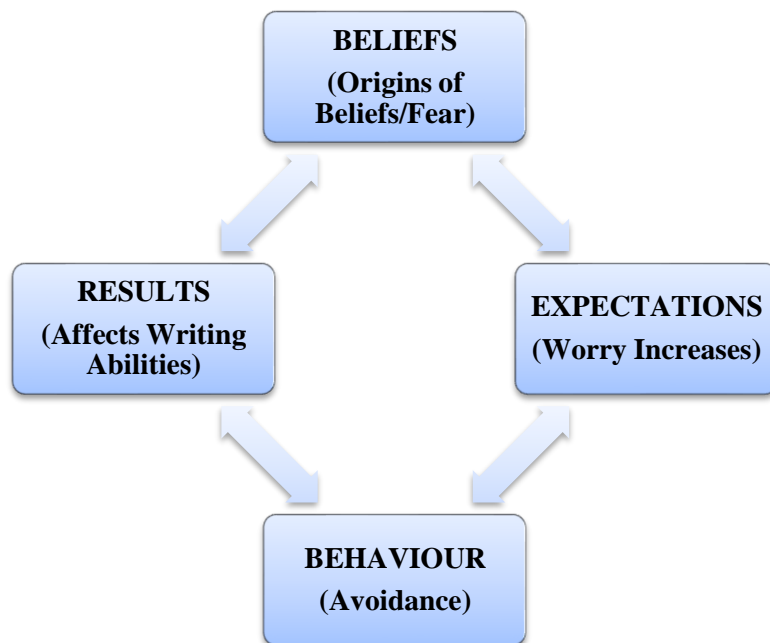 BELIEFS
(Origins of
Beliefs/Fear)
RESULTS
(Affects Writing
Abilities)
EXPECTATIONS
(Worry Increases)
BEHAVIOUR
(Avoidance)